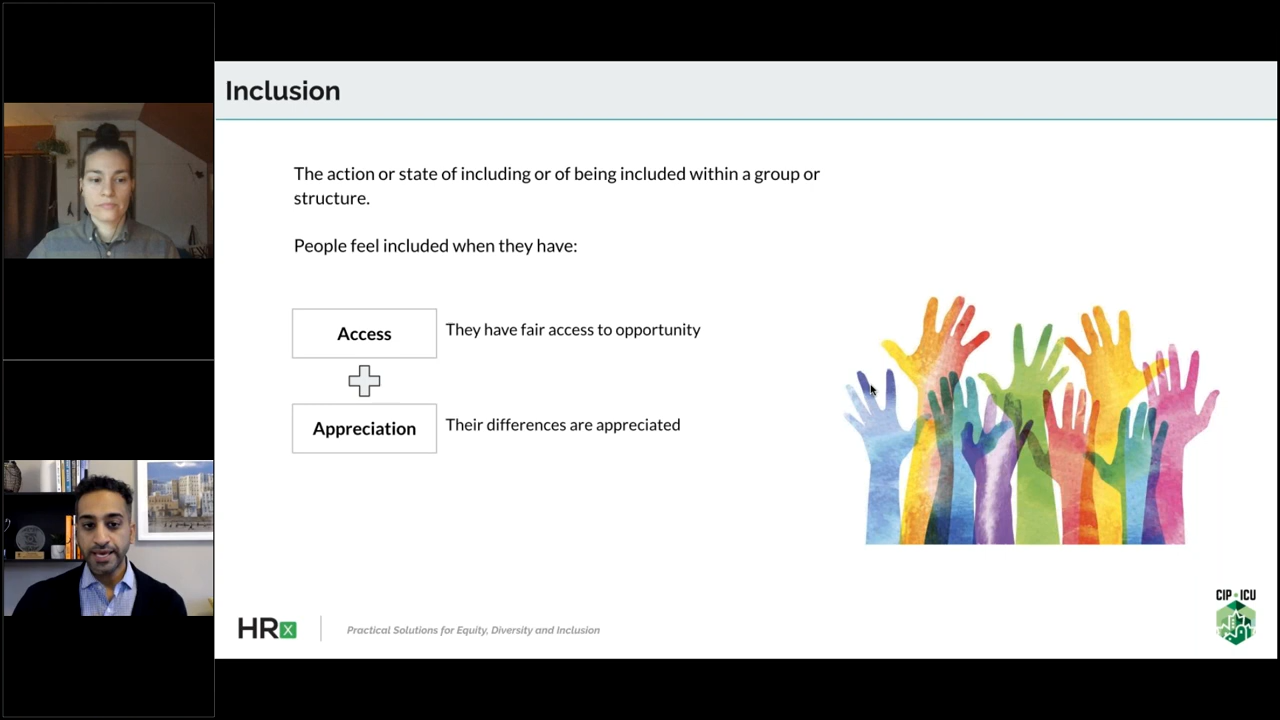 Inclusion
The action or state of including or of being included within a group or
structure.
People feel included when they have:
Access
They have fair access to opportunity
Appreciation
Their differences are appreciated
HRx
Practical Solutions for Equity, Diversity and Inclusion
CIP ICU